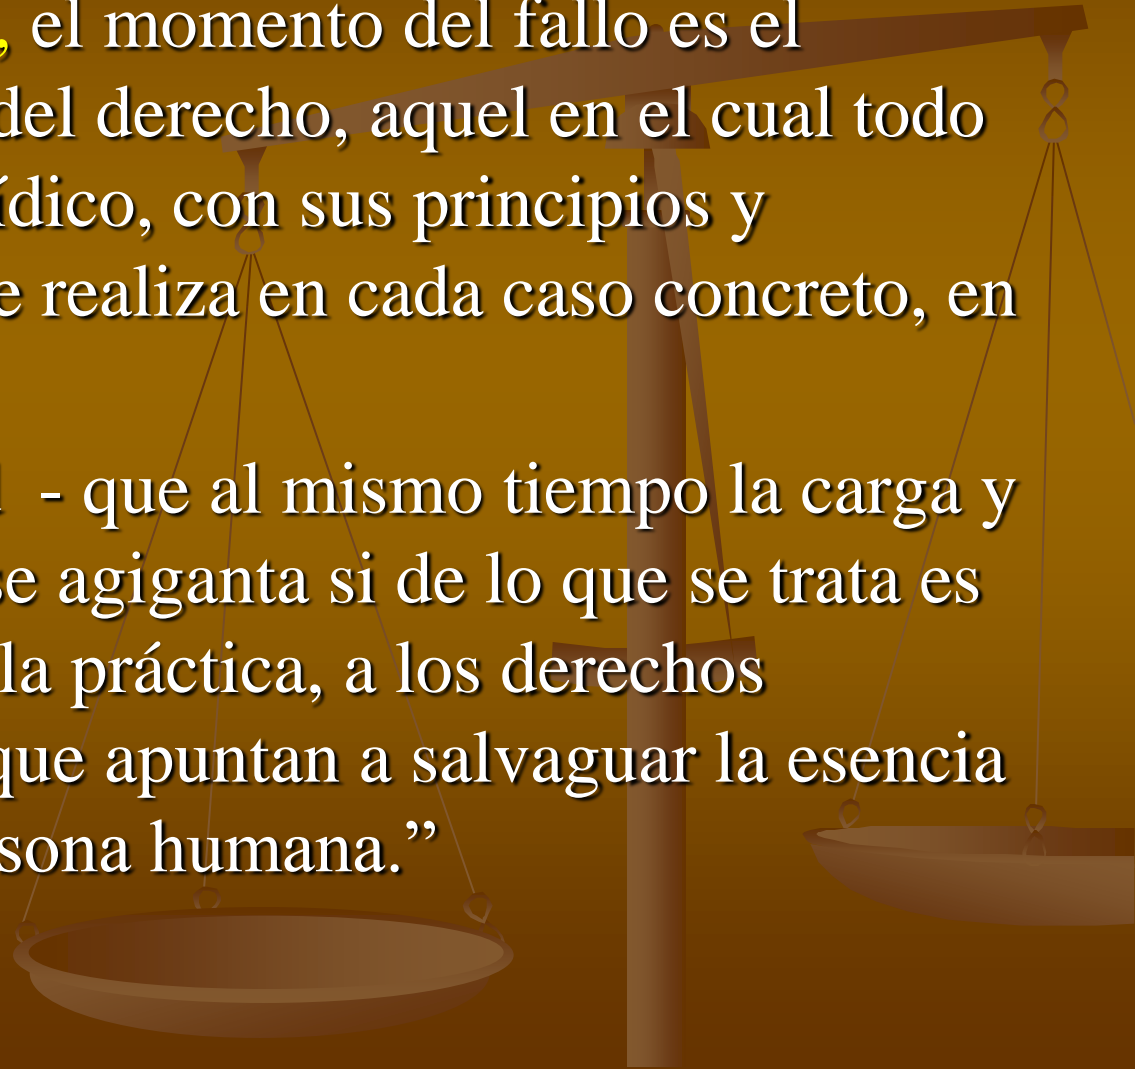 , el momento del fallo es el
del derecho, aquel en el cual todo
ídico, con sus principios y
e realiza en cada caso concreto, en
- que al mismo tiempo la carga y
se agiganta si de lo que se trata es
la práctica, a los derechos
que apuntan a salvaguar la esencia
sona humana.”